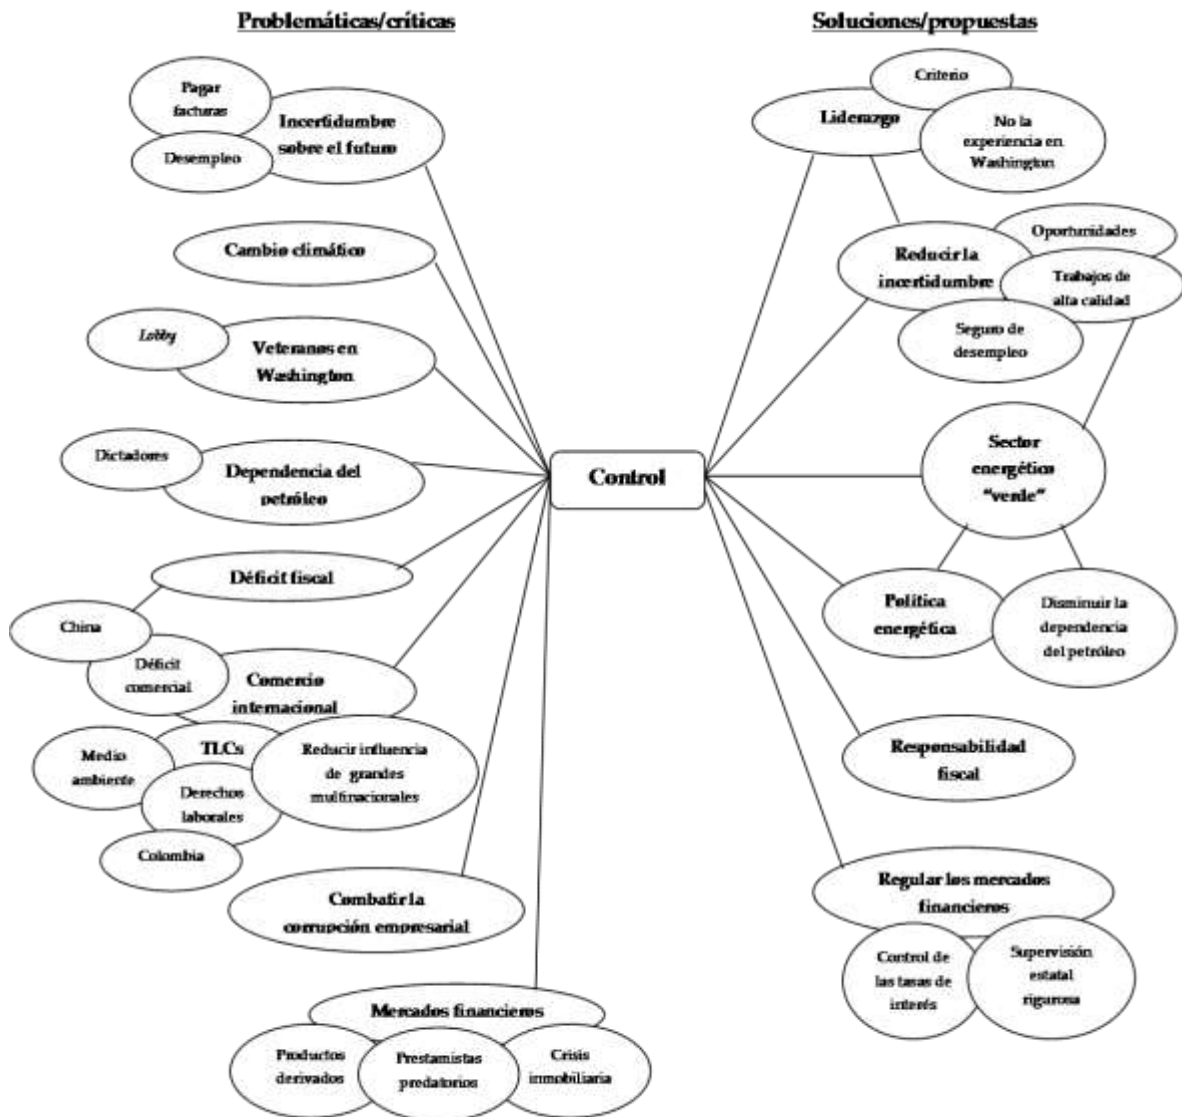 Problemáticas/críticas
Pagar
facturas
Incertidumbre
sobre el futuro
Desempleo
Cambio climático
Lobby
Veteranos en
Washington
Dictadores
Dependencia del
petróleo
Déficit fiscal
China
Déficit
comercial
Comercio
internacional
TLCs
Medio
ambiente
Reducir influencia
de grandes
multinacionales
Derechos
laborales
Colombia
Combatir la
corrupción empresarial
Mercados financieros
Productos
derivados
Prestamistas
predatorios
Crisis
inmobiliaria
Control
Soluciones/propuestas
Criterio
Liderazgo
No la
experiencia en
Washington
Oportunidades
Reducir la
incertidumbre
Trabajos de
alta calidad
Seguro de
desempleo
Sector
energético
“verde”
Política
energética
Disminuir la
dependencia
del petróleo
Responsabilidad
fiscal
Regular los mercados
financieros
Control de
las tasas de
interés
Supervisión
estatal
rigurosa